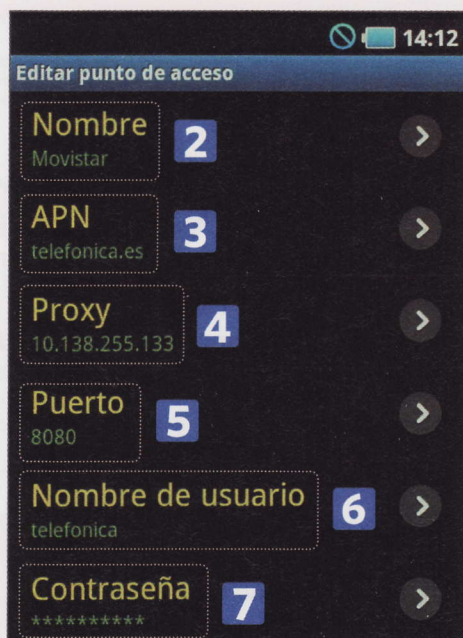 14:12
Editar punto de acceso
Nombre
2
Movistar
APN
3
telefonica.es
Proxy
4
10.138.255.133
Puerto
5
8080
Nombre de usuario
6
telefonica
Contraseña
7
**********